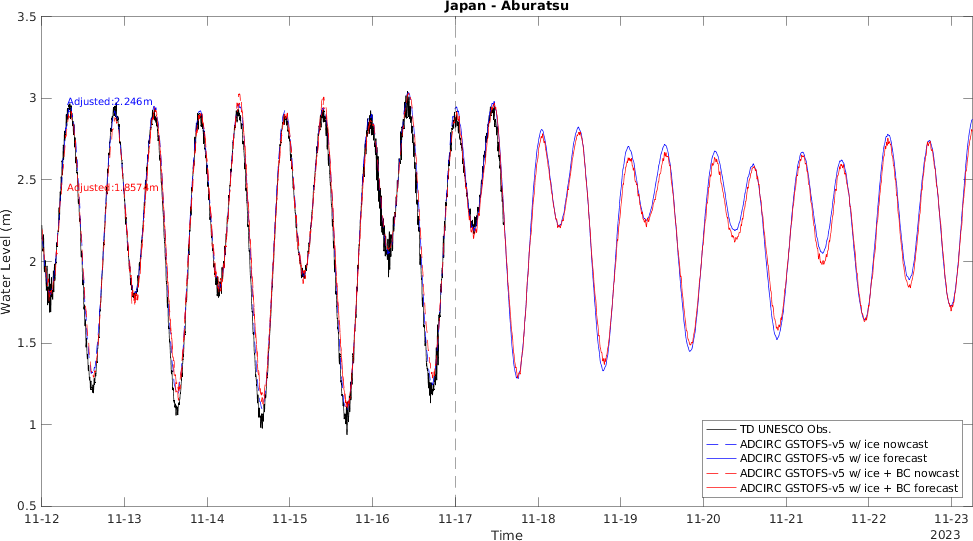 Japan - Aburatsu
3.5
3
2.5
2
1.5
1
0.5
Water Level (m)
Adjusted:2.246m
Adjusted:1.8574m
TD UNESCO Obs.
ADCIRC GSTOFS-v5 w/ ice nowcast
ADCIRC GSTOFS-v5 w/ ice forecast
ADCIRC GSTOFS-v5 w/ ice + BC nowcast
ADCIRC GSTOFS-v5 w/ ice + BC forecast
11-12 11-13 11-14 11-15 11-16 11-17 11-18 11-19 11-20 11-21 11-22 11-23
Time
2023